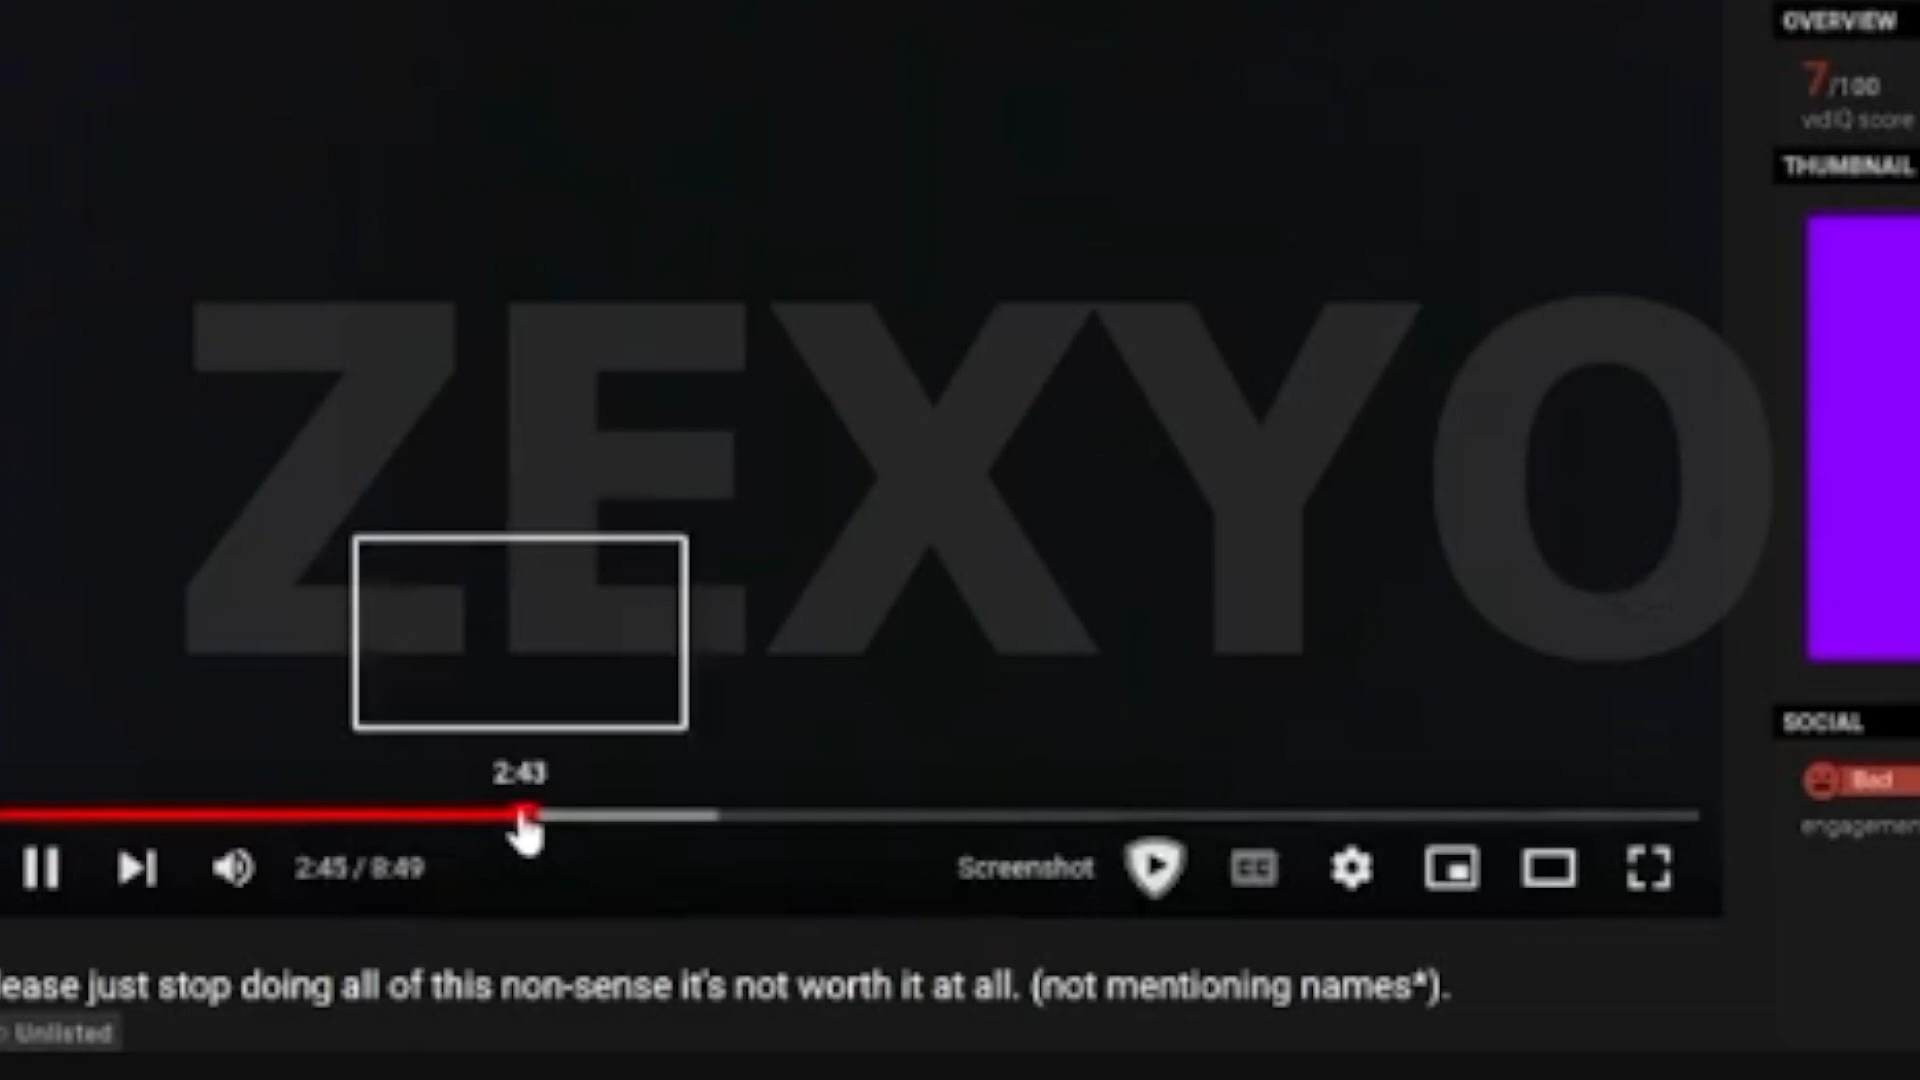 OVERVIEW
7/100
vidIQ score
THUMBNAIL
ZEXYO
2:43
2:45 / 8:49
Screenshot
CC
lease just stop doing all of this non-sense it's not worth it at all. (not mentioning names*).
Unlisted
SOCIAL
Bad
engagemen